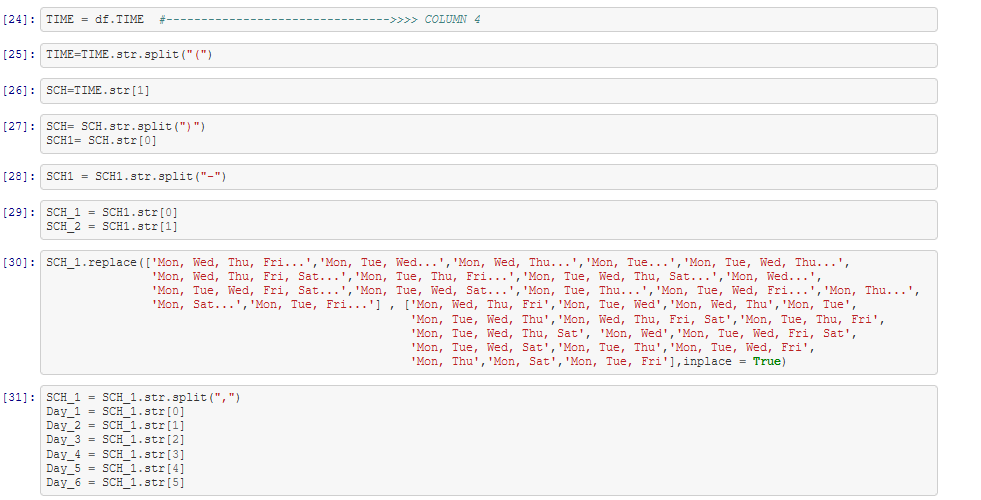 [24]: TIME = df.TIME  #-------------------------------->>>> COLUMN 4
[25]: TIME=TIME.str.split("(")
[26]: SCH=TIME.str[1]
[27]: SCH= SCH.str.split(")")
SCH1= SCH.str[0]
[28]: SCH1 = SCH1.str.split("-")
[29]: SCH_1 = SCH1.str[0]
SCH_2 = SCH1.str[1]
[30]: SCH_1.replace(['Mon, Wed, Thu, Fri...','Mon, Tue, Wed...','Mon, Wed, Thu...','Mon, Tue...','Mon, Tue, Wed, Thu...',
'Mon, Wed, Thu, Fri, Sat...','Mon, Tue, Thu, Fri...','Mon, Tue, Wed, Thu, Sat...','Mon, Wed...',
'Mon, Tue, Wed, Fri, Sat...','Mon, Tue, Wed, Sat...','Mon, Tue, Thu...','Mon, Tue, Wed, Fri...','Mon, Thu...',
'Mon, Sat...','Mon, Tue, Fri...'] , ['Mon, Wed, Thu, Fri','Mon, Tue, Wed','Mon, Wed, Thu','Mon, Tue',
'Mon, Tue, Wed, Thu','Mon, Wed, Thu, Fri, Sat','Mon, Tue, Thu, Fri',
'Mon, Tue, Wed, Thu, Sat', 'Mon, Wed','Mon, Tue, Wed, Fri, Sat',
'Mon, Tue, Wed, Sat','Mon, Tue, Thu','Mon, Tue, Wed, Fri',
'Mon, Thu','Mon, Sat','Mon, Tue, Fri'],inplace = True)
[31]: SCH_1 = SCH_1.str.split(",")
Day_1 = SCH_1.str[0]
Day_2 = SCH_1.str[1]
Day_3 = SCH_1.str[2]
Day_4 = SCH_1.str[3]
Day_5 = SCH_1.str[4]
Day_6 = SCH_1.str[5]